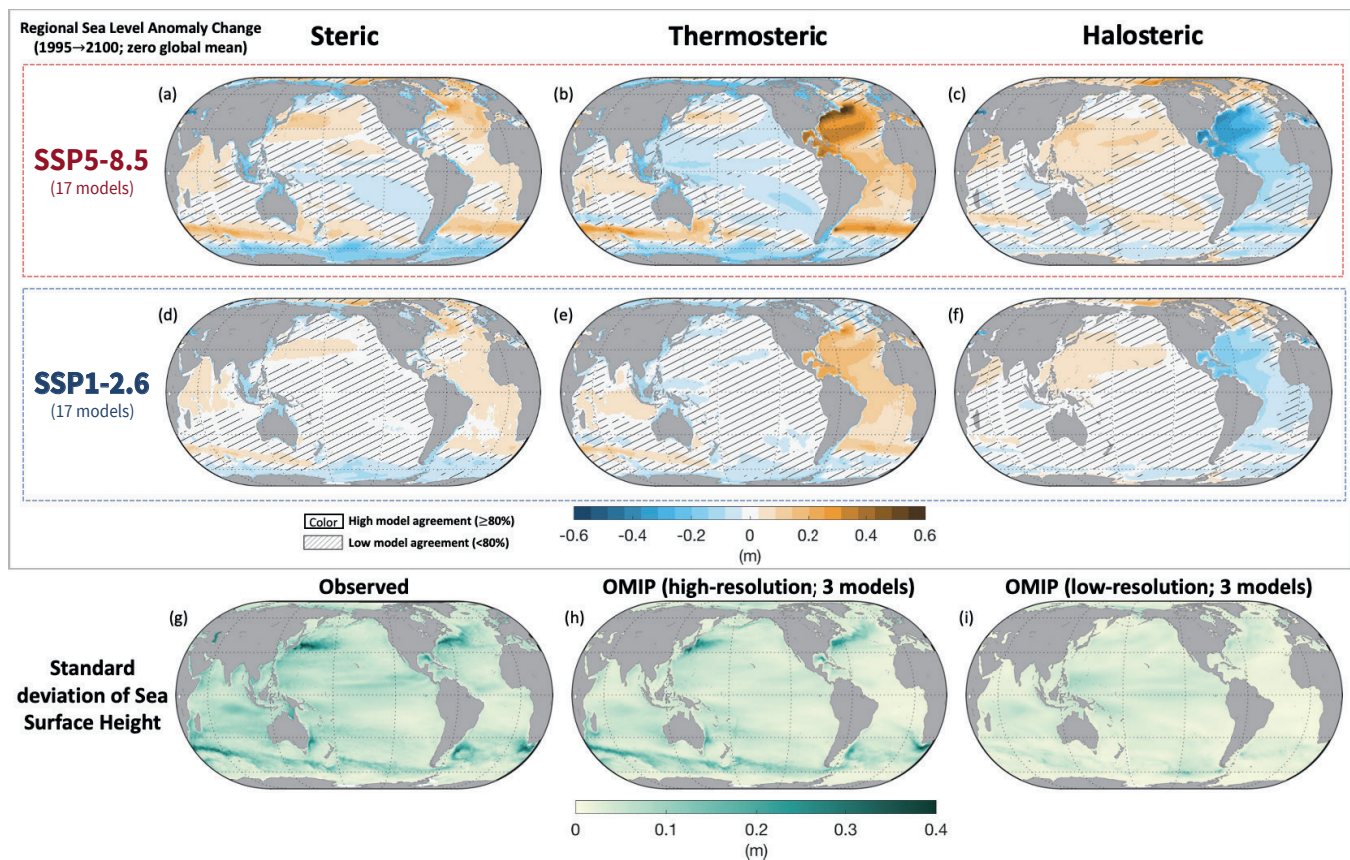 Regional Sea Level Anomaly Change
(1995→2100; zero global mean)
Steric
Thermosteric
Halosteric
SSP5-8.5
(17 models)
(a)
(b)
(c)
SSP1-2.6
(17 models)
(d)
(e)
(f)
Color High model agreement (≥80%)
Low model agreement (<80%)
-0.6 -0.4 -0.2 0 0.2 0.4 0.6
(m)
Observed
OMIP (high-resolution; 3 models)
OMIP (low-resolution; 3 models)
(g)
(h)
(i)
Standard
deviation of Sea
Surface Height
0 0.1 0.2 0.3 0.4
(m)